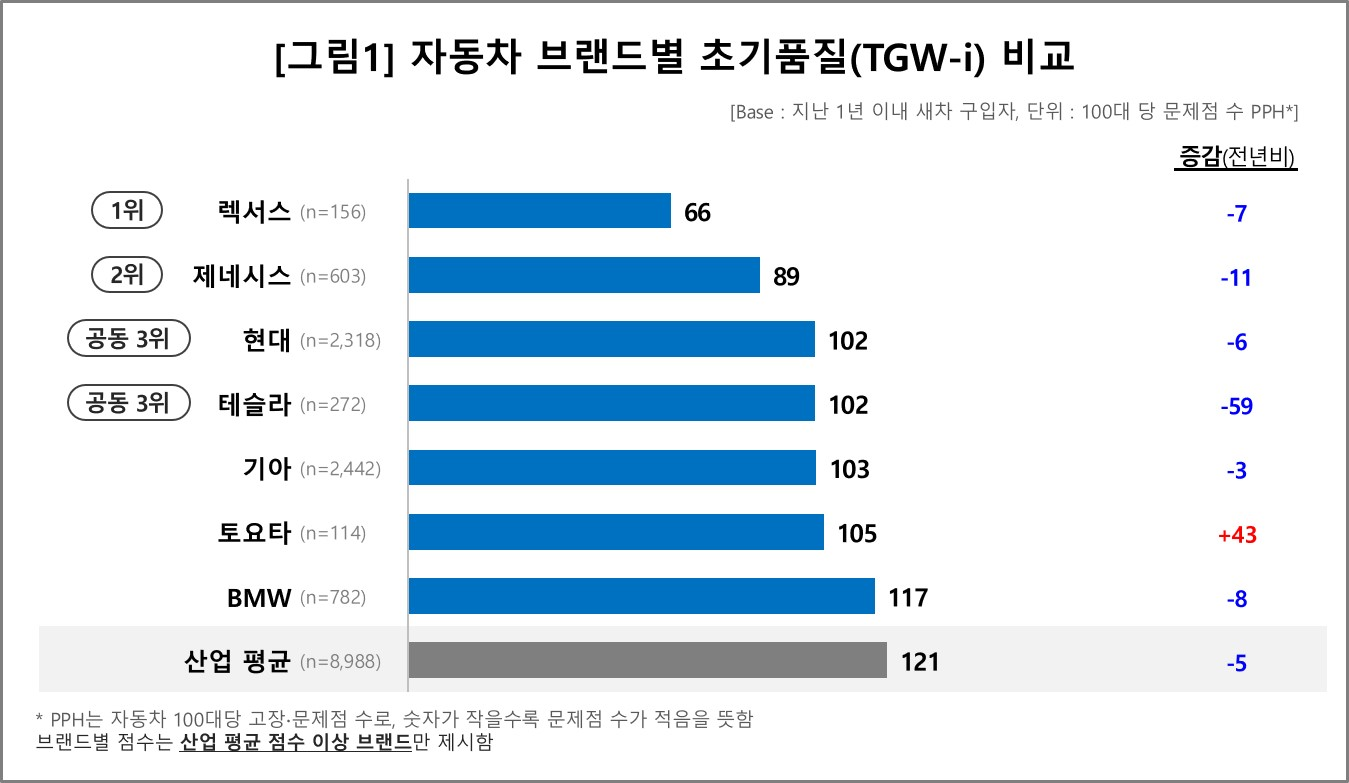 [그림1] 자동차 브랜드별 초기품질(TGW-i) 비교
[Base : 지난 1년 이내 새차 구입자, 단위 : 100대 당 문제점 수 PPH*]
증감(전년비)
1위 렉서스 (n=156) 66 -7
2위 제네시스 (n=603) 89 -11
공동 3위 현대 (n=2,318) 102 -6
공동 3위 테슬라 (n=272) 102 -59
기아 (n=2,442) 103 -3
토요타 (n=114) 105 +43
BMW (n=782) 117 -8
산업 평균 (n=8,988) 121 -5
* PPH는 자동차 100대당 고장·문제점 수로, 숫자가 작을수록 문제점 수가 적음을 뜻함
브랜드별 점수는 산업 평균 점수 이상 브랜드만 제시함